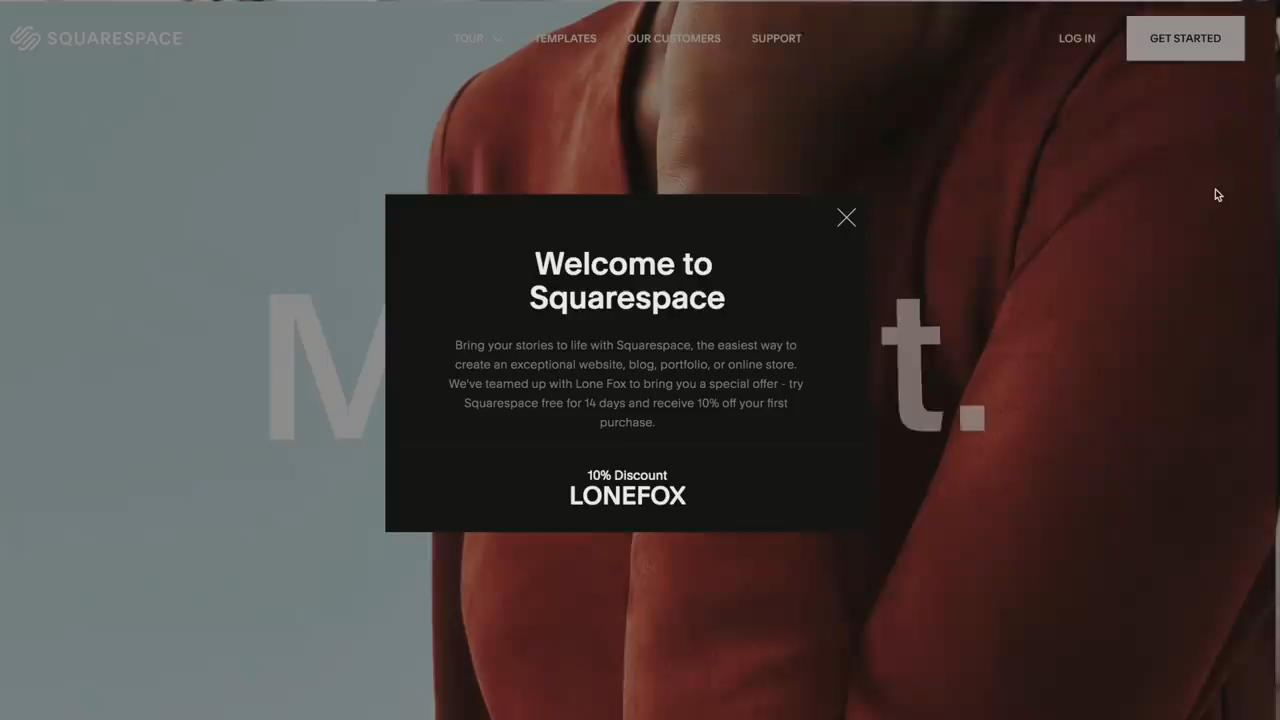 SQUARESPACE
TOUR
TEMPLATES
OUR CUSTOMERS
SUPPORT
LOG IN
GET STARTED
Welcome to
Squarespace
Bring your stories to life with Squarespace, the easiest way to
create an exceptional website, blog, portfolio, or online store.
We've teamed up with Lone Fox to bring you a special offer - try
Squarespace free for 14 days and receive 10% off your first
purchase.
10% Discount
LONEFOX